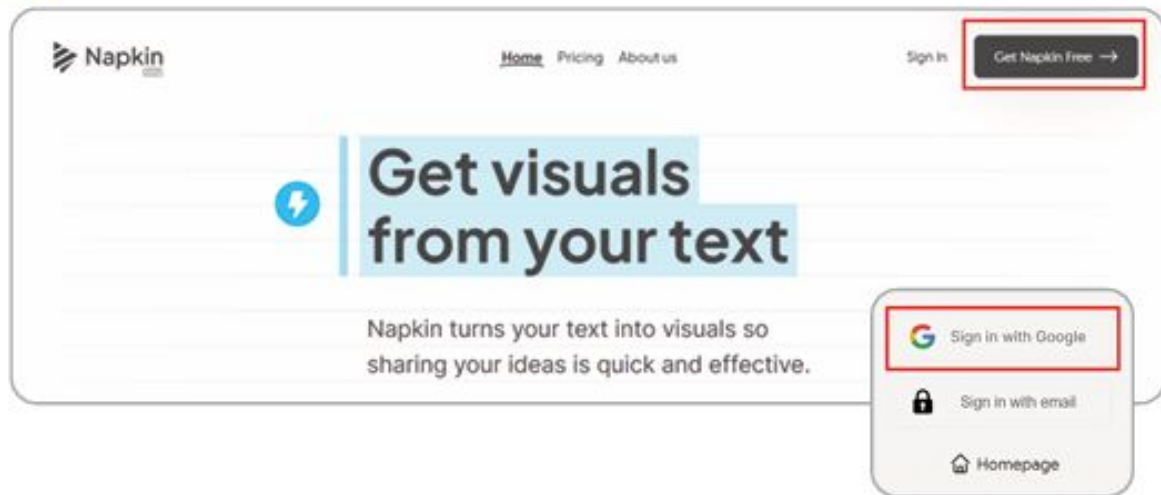 Napkin
Home Pricing About us
Sign In
Get Napkin Free →
Get visuals
from your text
Napkin turns your text into visuals so
sharing your ideas is quick and effective.
Sign in with Google
Sign in with email
Homepage